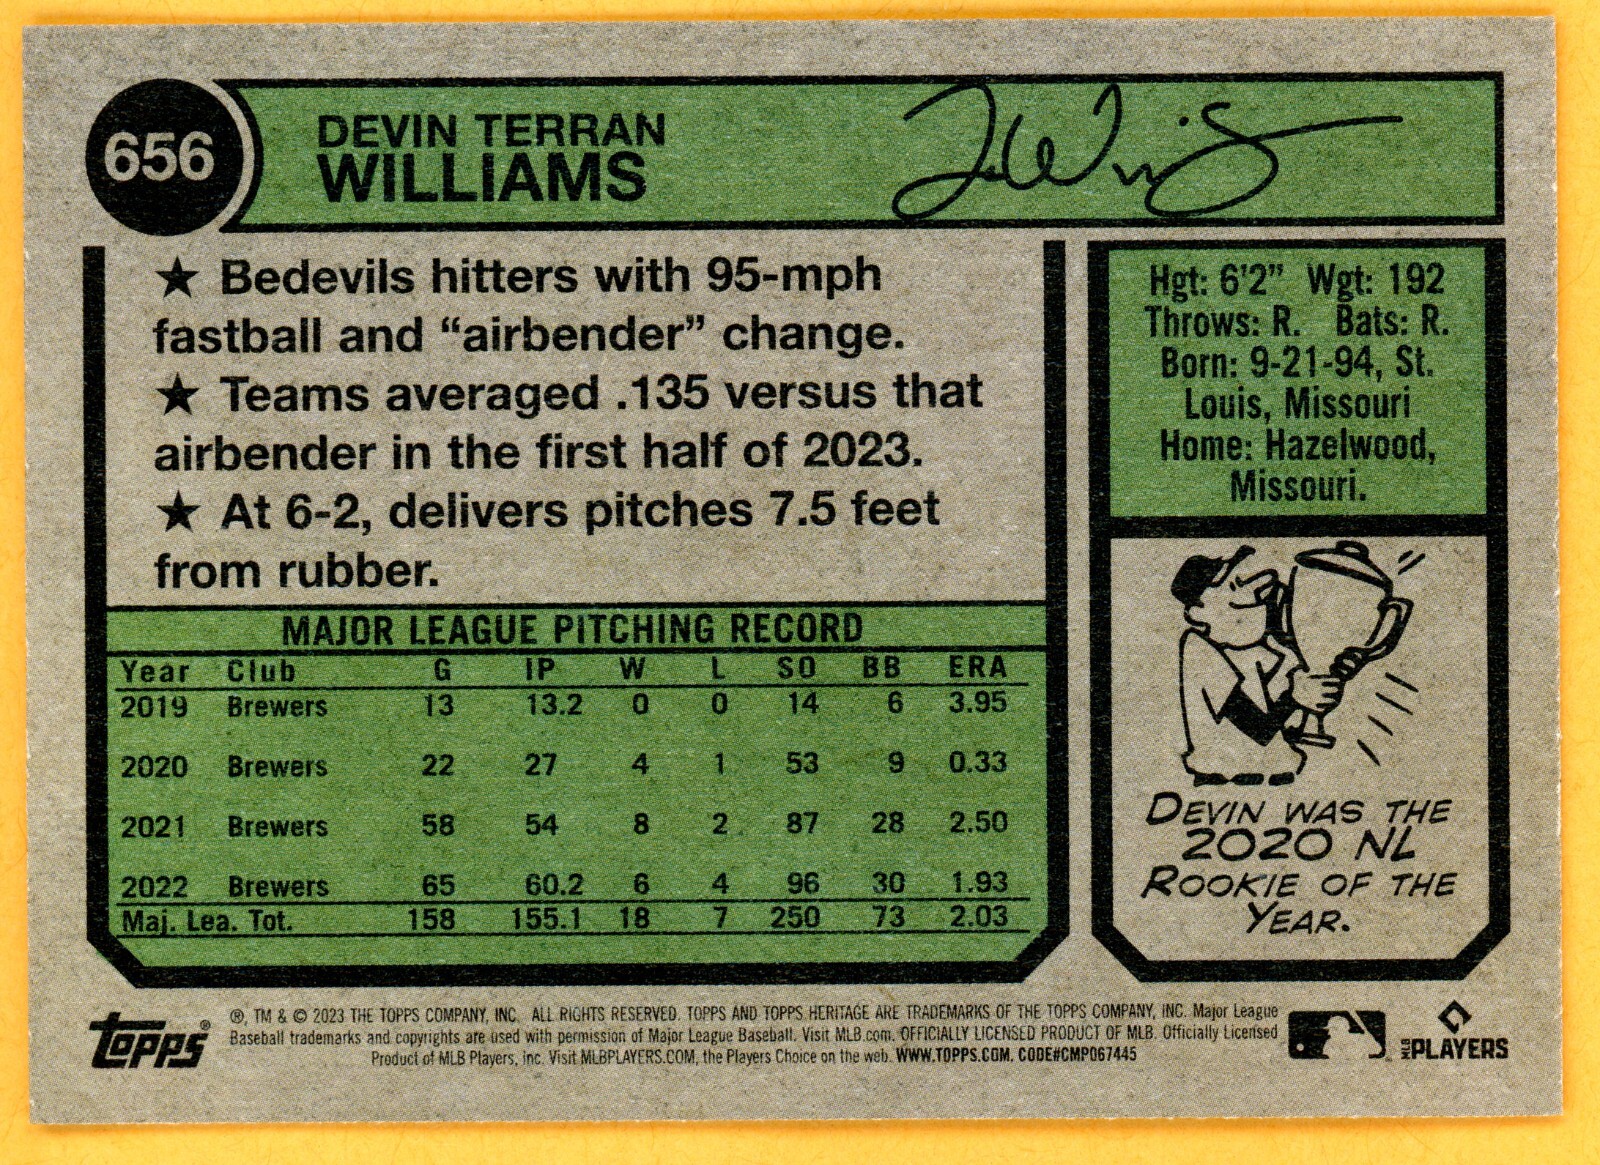 656
DEVIN TERRAN
WILLIAMS
★ Bedevils hitters with 95-mph
fastball and “airbender” change.
★ Teams averaged .135 versus that
airbender in the first half of 2023.
★ At 6-2, delivers pitches 7.5 feet
from rubber.
MAJOR LEAGUE PITCHING RECORD
Year Club G IP W L SO BB ERA
2019 Brewers 13 13.2 0 0 14 6 3.95
2020 Brewers 22 27 4 1 53 9 0.33
2021 Brewers 58 54 8 2 87 28 2.50
2022 Brewers 65 60.2 6 4 96 30 1.93
Maj. Lea. Tot. 158 155.1 18 7 250 73 2.03
Hgt: 6'2” Wgt: 192
Throws: R. Bats: R.
Born: 9-21-94, St.
Louis, Missouri
Home: Hazelwood,
Missouri.
DEVIN WAS THE
2020 NL
ROOKIE OF THE
YEAR.
TOPPS®
®, TM & © 2023 THE TOPPS COMPANY, INC. ALL RIGHTS RESERVED. TOPPS AND TOPPS HERITAGE ARE TRADEMARKS OF THE TOPPS COMPANY, INC. Major League
Baseball trademarks and copyrights are used with permission of Major League Baseball. Visit MLB.com. OFFICIALLY LICENSED PRODUCT OF MLB. Officially Licensed
Product of MLB Players, Inc. Visit MLBPLAYERS.COM, the Players Choice on the web. WWW.TOPPS.COM. CODE#CMP067445
MLB PLAYERS